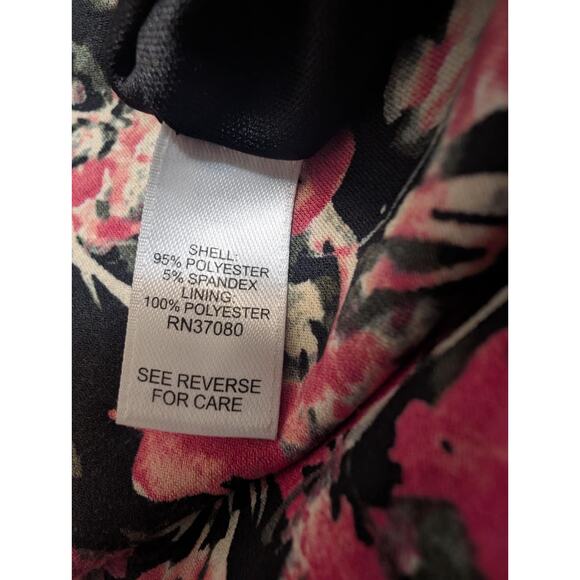 SHELL:
95% POLYESTER
5% SPANDEX
LINING:
100% POLYESTER
RN37080
SEE REVERSE
FOR CARE